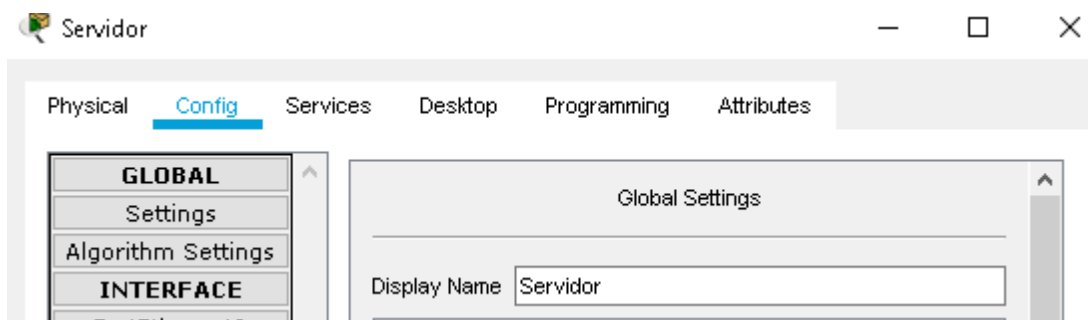 Servidor
Physical Config Services Desktop Programming Attributes
GLOBAL
Settings
Algorithm Settings
INTERFACE
Global Settings
Display Name Servidor